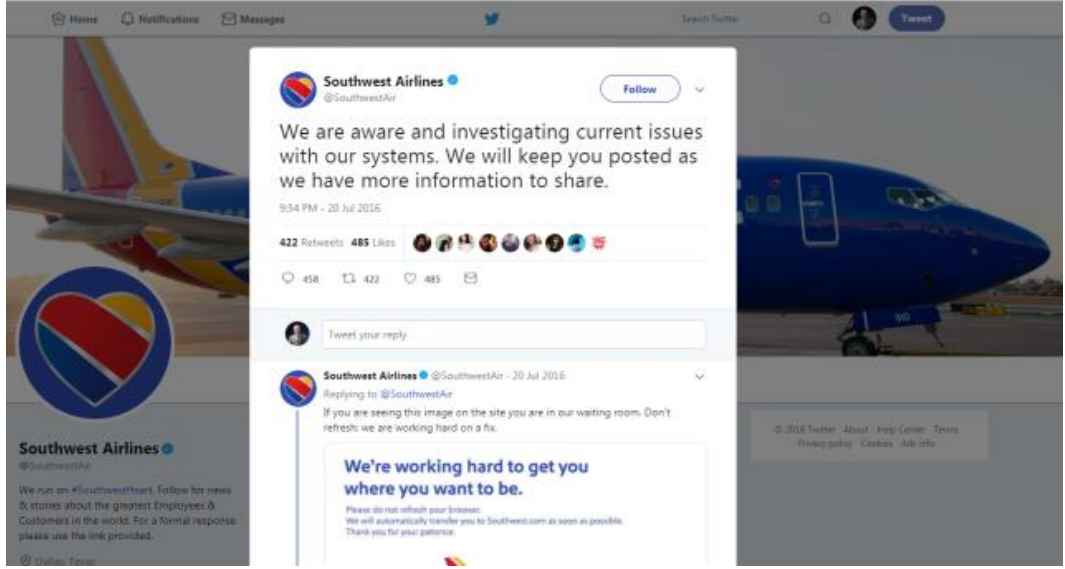 Home Notifications Messages Search Twitter Tweet
Southwest Airlines
@SouthwestAir
Follow
We are aware and investigating current issues
with our systems. We will keep you posted as
we have more information to share.
9:54 PM - 20 Jul 2016
422 Retweets 485 Likes
458 422 485
Tweet your reply
Southwest Airlines @SouthwestAir - 20 Jul 2016
Replying to @SouthwestAir
If you are seeing this image on the site you are in our waiting room. Don't
refresh; we are working hard on a fix.
We're working hard to get you
where you want to be.
Please do not refresh your browser.
We will automatically transfer you to Southwest.com as soon as possible.
Thank you for your patience.
Southwest Airlines
@SouthwestAir
We run on #SouthwestHeart. Follow for news
& stories about the greatest Employees &
Customers in the world. For a formal response
please use the link provided.
Dallas, Texas
© 2018 Twitter About Help Center Terms
Privacy policy Cookies Ads info